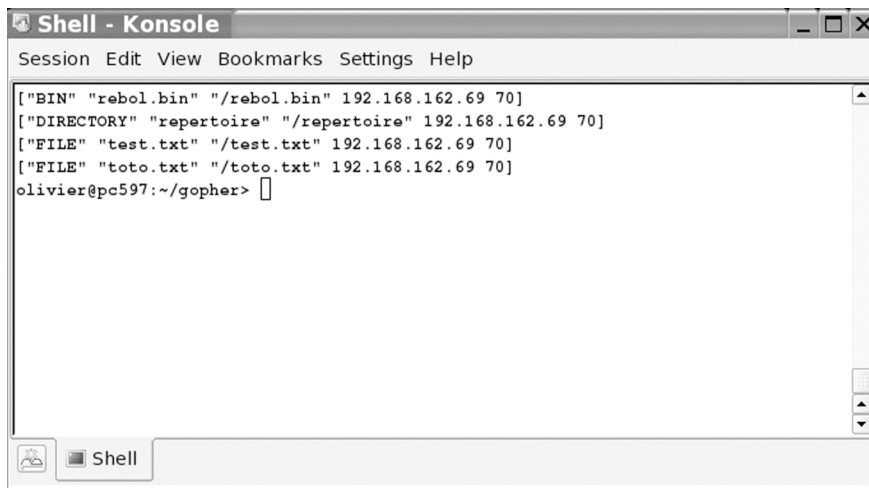 Shell - Konsole
Session Edit View Bookmarks Settings Help
["BIN" "rebol.bin" "/rebol.bin" 192.168.162.69 70]
["DIRECTORY" "repertoire" "/repertoire" 192.168.162.69 70]
["FILE" "test.txt" "/test.txt" 192.168.162.69 70]
["FILE" "toto.txt" "/toto.txt" 192.168.162.69 70]
olivier@pc597:~/gopher>
Shell